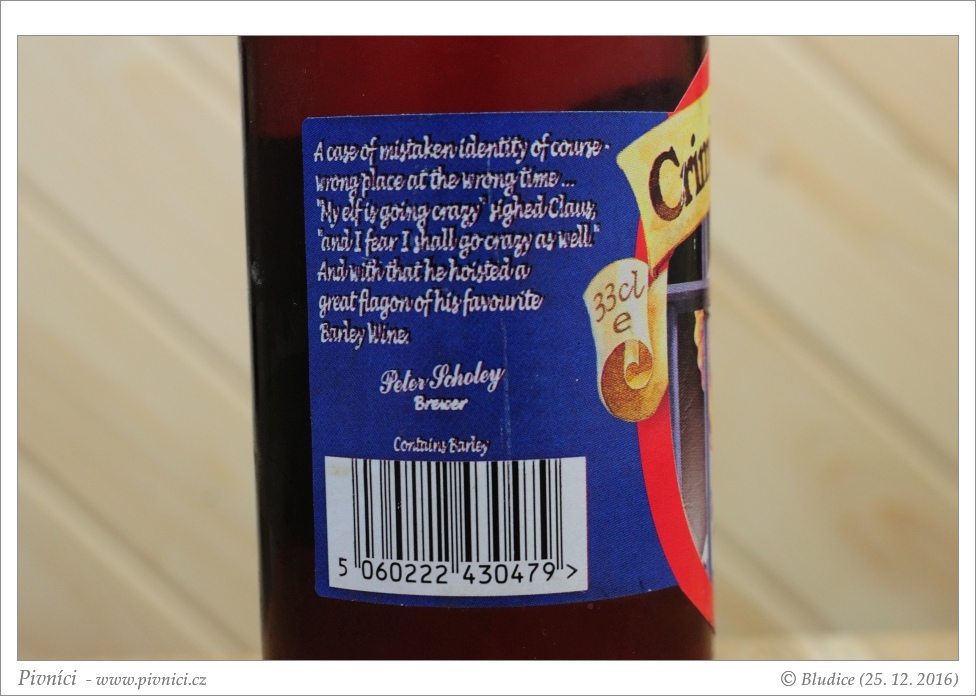 A case of mistaken identity of course -
wrong place at the wrong time ...
"My elf is going crazy" sighed Claus,
"and I fear I shall go crazy as well."
And with that he hoisted a
great flagon of his favourite
Barley Wine.
Peter Scholey
Brewer
Contains Barley
5 060222 430479 >
Crim
33cl
e
Pivníci - www.pivnici.cz
© Bludice (25. 12. 2016)